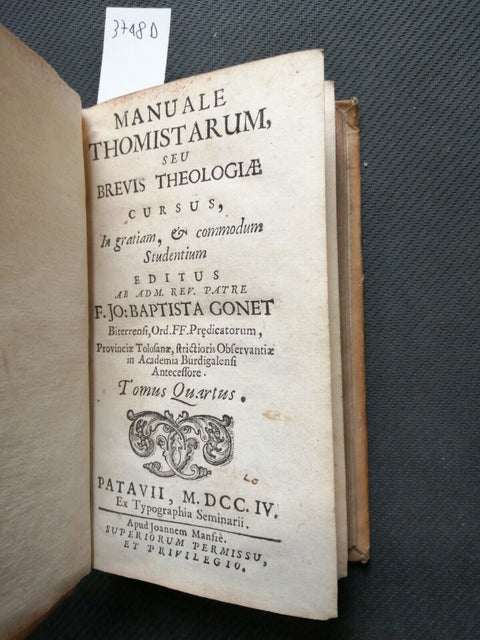 3748D
MANUALE
THOMISTARUM,
SEU
BREVIS THEOLOGIÆ
CURSUS,
In gratiam, & commodum
Studentium
EDITUS
AB ADM. REV. PATRE
F. JO: BAPTISTA GONET
Biterrensi, Ord. FF. Prędicatorum,
Provinciæ Tolosanæ, strictioris Observantiæ
in Academia Burdigalensi
Antecessore.
Tomus Quartus.
PATAVII, M. DCC. IV.
Ex Typographia Seminarii.
Apud Joannem Manfrè.
SUPERIORUM PERMISSU,
ET PRIVILEGIO.